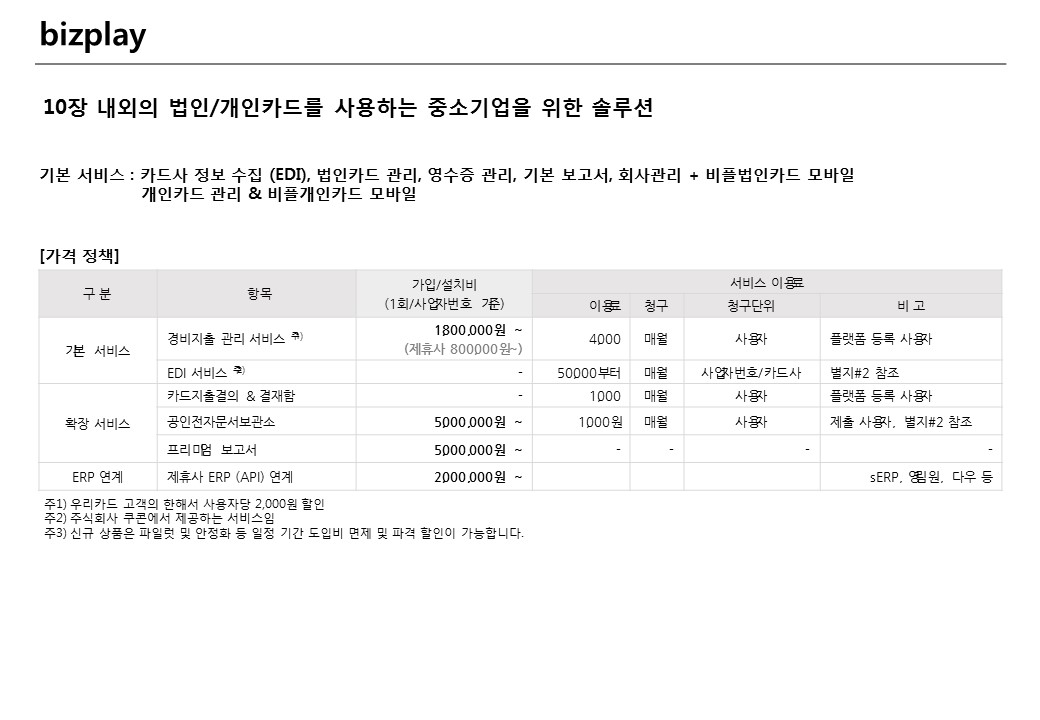 bizplay
10장 내외의 법인/개인카드를 사용하는 중소기업을 위한 솔루션
기본 서비스 : 카드사 정보 수집 (EDI), 법인카드 관리, 영수증 관리, 기본 보고서, 회사관리 + 비플법인카드 모바일
개인카드 관리 & 비플개인카드 모바일
[가격 정책]
구 분 항목 가입/설치비 (1회/사업자번호 기준) 서비스 이용료
이용료 청구 청구단위 비 고
기본 서비스 경비지출 관리 서비스 주1) 1,800,000원 ~ (제휴사 800,000원~) 4,000 매월 사용자 플랫폼 등록 사용자
EDI 서비스 주2) - 50,000부터 매월 사업자번호/카드사 별지#2 참조
확장 서비스 카드지출결의 & 결재함 - 1,000 매월 사용자 플랫폼 등록 사용자
공인전자문서보관소 5,000,000원 ~ 1,000원 매월 사용자 제출 사용자, 별지#2 참조
프리미엄 보고서 5,000,000원 ~ - - - -
ERP 연계 제휴사 ERP (API) 연계 2,000,000원 ~ sERP, 영림원, 다우 등
주1) 우리카드 고객의 한해서 사용자당 2,000원 할인
주2) 주식회사 쿠콘에서 제공하는 서비스임
주3) 신규 상품은 파일럿 및 안정화 등 일정 기간 도입비 면제 및 파격 할인이 가능합니다.